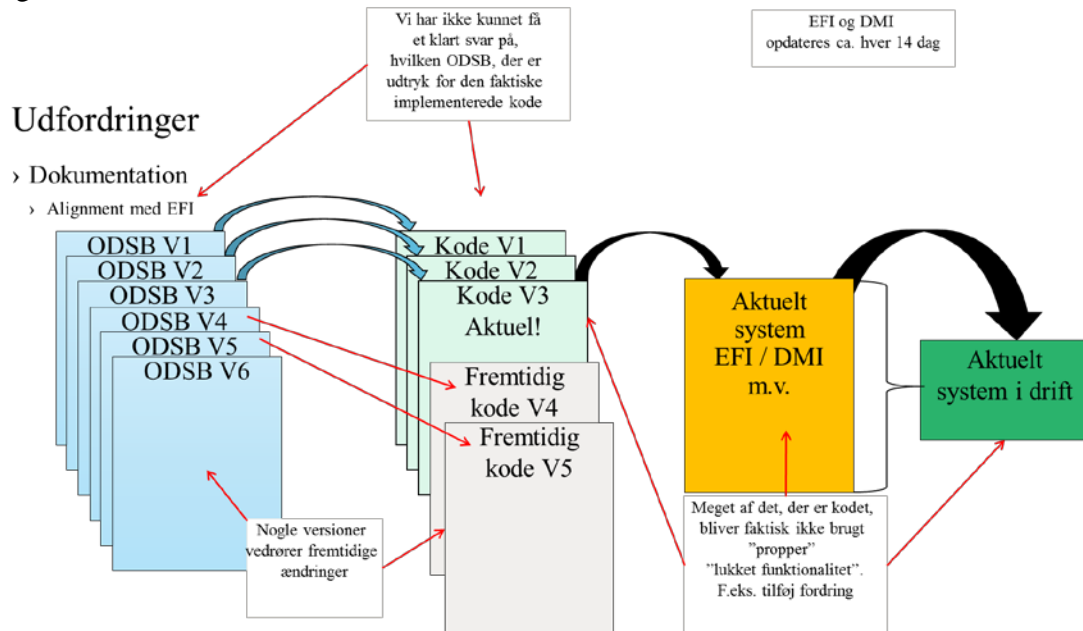 g
Vi har ikke kunnet få
et klart svar på,
hvilken ODSB, der er
udtryk for den faktiske
implementerede kode
EFI og DMI
opdateres ca. hver 14 dag
Udfordringer
› Dokumentation
› Alignment med EFI
ODSB V1
ODSB V2
ODSB V3
ODSB V4
ODSB V5
ODSB V6
Kode V1
Kode V2
Kode V3
Aktuel!
Fremtidig
kode V4
Fremtidig
kode V5
Aktuelt
system
EFI / DMI
m.v.
Aktuelt
system i drift
Nogle versioner
vedrører fremtidige
ændringer
Meget af det, der er kodet,
bliver faktisk ikke brugt
”propper”
”lukket funktionalitet”.
F.eks. tilføj fordring